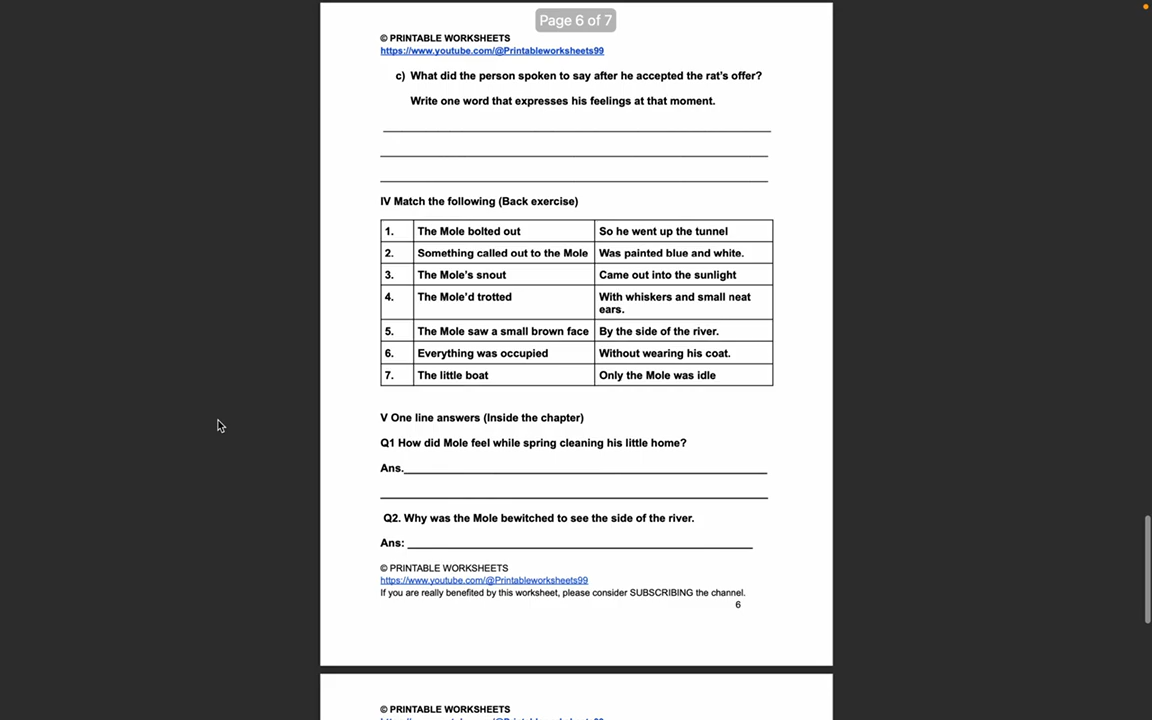 Page 6 of 7
© PRINTABLE WORKSHEETS
https://www.youtube.com/@Printableworksheets99
c) What did the person spoken to say after he accepted the rat's offer?
Write one word that expresses his feelings at that moment.
IV Match the following (Back exercise)
1. The Mole bolted out So he went up the tunnel
2. Something called out to the Mole Was painted blue and white.
3. The Mole's snout Came out into the sunlight
4. The Mole'd trotted With whiskers and small neat
ears.
5. The Mole saw a small brown face By the side of the river.
6. Everything was occupied Without wearing his coat.
7. The little boat Only the Mole was idle
V One line answers (Inside the chapter)
Q1 How did Mole feel while spring cleaning his little home?
Ans.
Q2. Why was the Mole bewitched to see the side of the river.
Ans:
© PRINTABLE WORKSHEETS
https://www.youtube.com/@Printableworksheets99
If you are really benefited by this worksheet, please consider SUBSCRIBING the channel.
6
© PRINTABLE WORKSHEETS